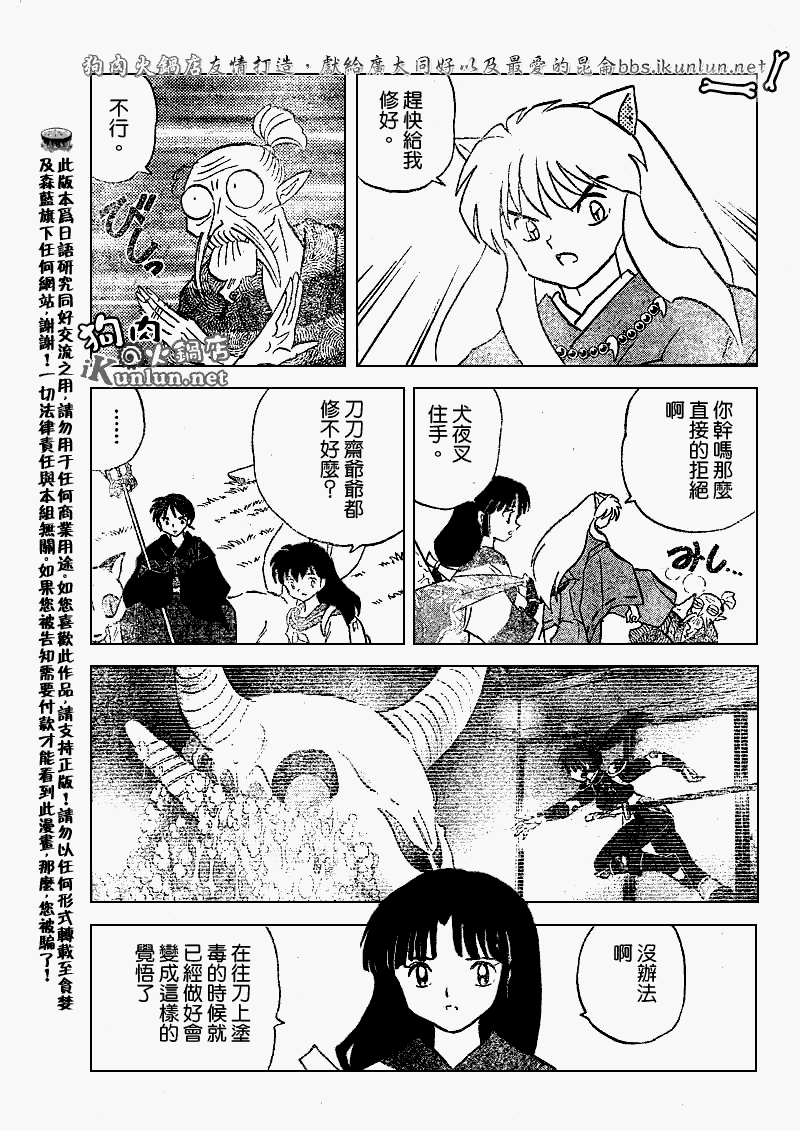 狗肉火鍋店友情打造，獻給廣大同好以及最愛的昆侖bbs.ikunlun.net
趕快給我
修好。
不行。
びしっ
狗肉
火鍋店
iKunlun.net
你幹嗎那麼
直接的拒絕
啊
犬夜叉
住手。
みし…
刀刀齋爺爺都
修不好麼？
……
沒辦法
啊
在往刀上塗
毒的時候就
已經做好會
變成這樣的
覺悟了
此版本爲日語研究同好交流之用，請勿用于任何商業用途。如您喜歡此作品，請支持正版！請勿以任何形式轉載至貪婪
及森藍旗下任何網站，謝謝！一切法律責任與本組無關。如果您被告知需要付款才能看到此漫畫，那麼，您被騙了！